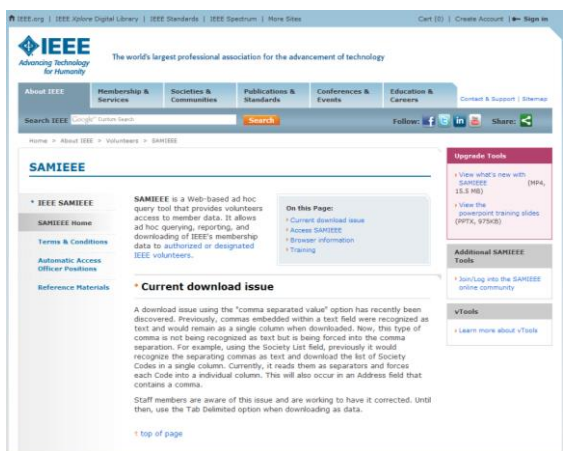 IEEE.org | IEEE Xplore Digital Library | IEEE Standards | IEEE Spectrum | More Sites
Cart (0) | Create Account | Sign In
IEEE
Advancing Technology
for Humanity
The world's largest professional association for the advancement of technology
About IEEE
Membership &
Services
Societies &
Communities
Publications &
Standards
Conferences &
Events
Education &
Careers
Contact & Support | Sitemap
Search IEEE
Google™ Custom Search
Search
Follow:
Share:
Home > About IEEE > Volunteers > SAMIEEE
SAMIEEE
IEEE SAMIEEE
SAMIEEE Home
Terms & Conditions
Automatic Access
Officer Positions
Reference Materials
SAMIEEE is a Web-based ad hoc
query tool that provides volunteers
access to member data. It allows
ad hoc querying, reporting, and
downloading of IEEE's membership
data to authorized or designated
IEEE volunteers.
On this Page:
Current download issue
Access SAMIEEE
Browser information
Training
Current download issue
A download issue using the "comma separated value" option has recently been
discovered. Previously, commas embedded within a text field were recognized as
text and would remain as a single column when downloaded. Now, this type of
comma is not being recognized as text but is being forced into the comma
separation. For example, using the Society List field, previously it would
recognize the separating commas as text and download the list of Society
Codes in a single column. Currently, it reads them as separators and forces
each Code into a individual column. This will also occur in an Address field that
contains a comma.
Staff members are aware of this issue and are working to have it corrected. Until
then, use the Tab Delimited option when downloading as data.
top of page
Upgrade Tools
View what's new with
SAMIEEE (MP4,
15.5 MB)
View the
powerpoint training slides
(PPTX, 975KB)
Additional SAMIEEE
Tools
Join/Log into the SAMIEEE
online community
vTools
Learn more about vTools